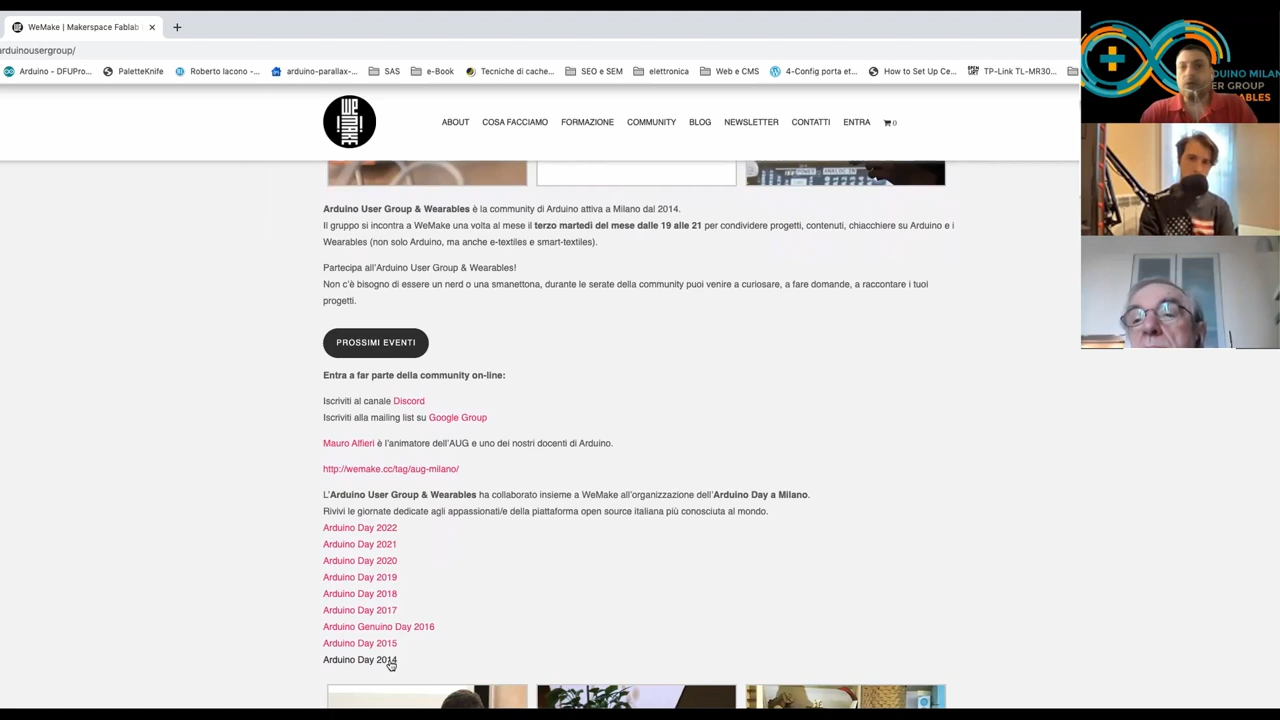 WeMake | Makerspace Fablab
arduinousergroup/
Arduino - DFUPro...
PaletteKnife
Roberto Iacono -...
arduino-parallax-...
SAS
e-Book
Tecniche di cache...
SEO e SEM
elettronica
Web e CMS
4-Config porta et...
How to Set Up Ce...
TP-Link TL-MR30...
WEMAKE
ABOUT
COSA FACCIAMO
FORMAZIONE
COMMUNITY
BLOG
NEWSLETTER
CONTATTI
ENTRA
0
POWER ANALOG IN
Arduino User Group & Wearables è la community di Arduino attiva a Milano dal 2014.
Il gruppo si incontra a WeMake una volta al mese il terzo martedì del mese dalle 19 alle 21 per condividere progetti, contenuti, chiacchiere su Arduino e i
Wearables (non solo Arduino, ma anche e-textiles e smart-textiles).
Partecipa all'Arduino User Group & Wearables!
Non c'è bisogno di essere un nerd o una smanettona, durante le serate della community puoi venire a curiosare, a fare domande, a raccontare i tuoi
progetti.
PROSSIMI EVENTI
Entra a far parte della community on-line:
Iscriviti al canale Discord
Iscriviti alla mailing list su Google Group
Mauro Alfieri è l'animatore dell'AUG e uno dei nostri docenti di Arduino.
http://wemake.cc/tag/aug-milano/
L'Arduino User Group & Wearables ha collaborato insieme a WeMake all'organizzazione dell'Arduino Day a Milano.
Rivivi le giornate dedicate agli appassionati/e della piattaforma open source italiana più conosciuta al mondo.
Arduino Day 2022
Arduino Day 2021
Arduino Day 2020
Arduino Day 2019
Arduino Day 2018
Arduino Day 2017
Arduino Genuino Day 2016
Arduino Day 2015
Arduino Day 2014